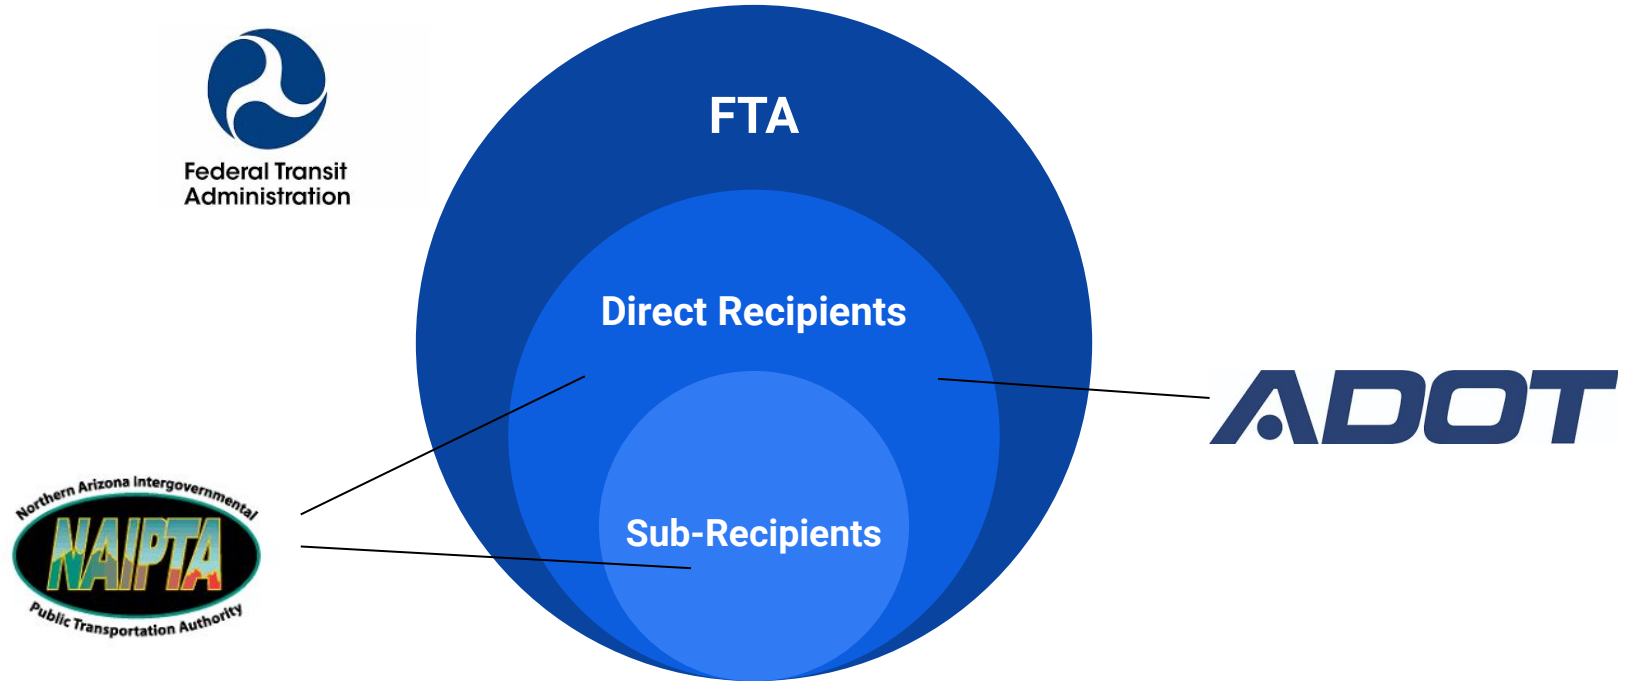 Federal Transit
Administration
FTA
Direct Recipients
Sub-Recipients
ADOT
Northern Arizona Intergovernmental
NAIPTA
Public Transportation Authority